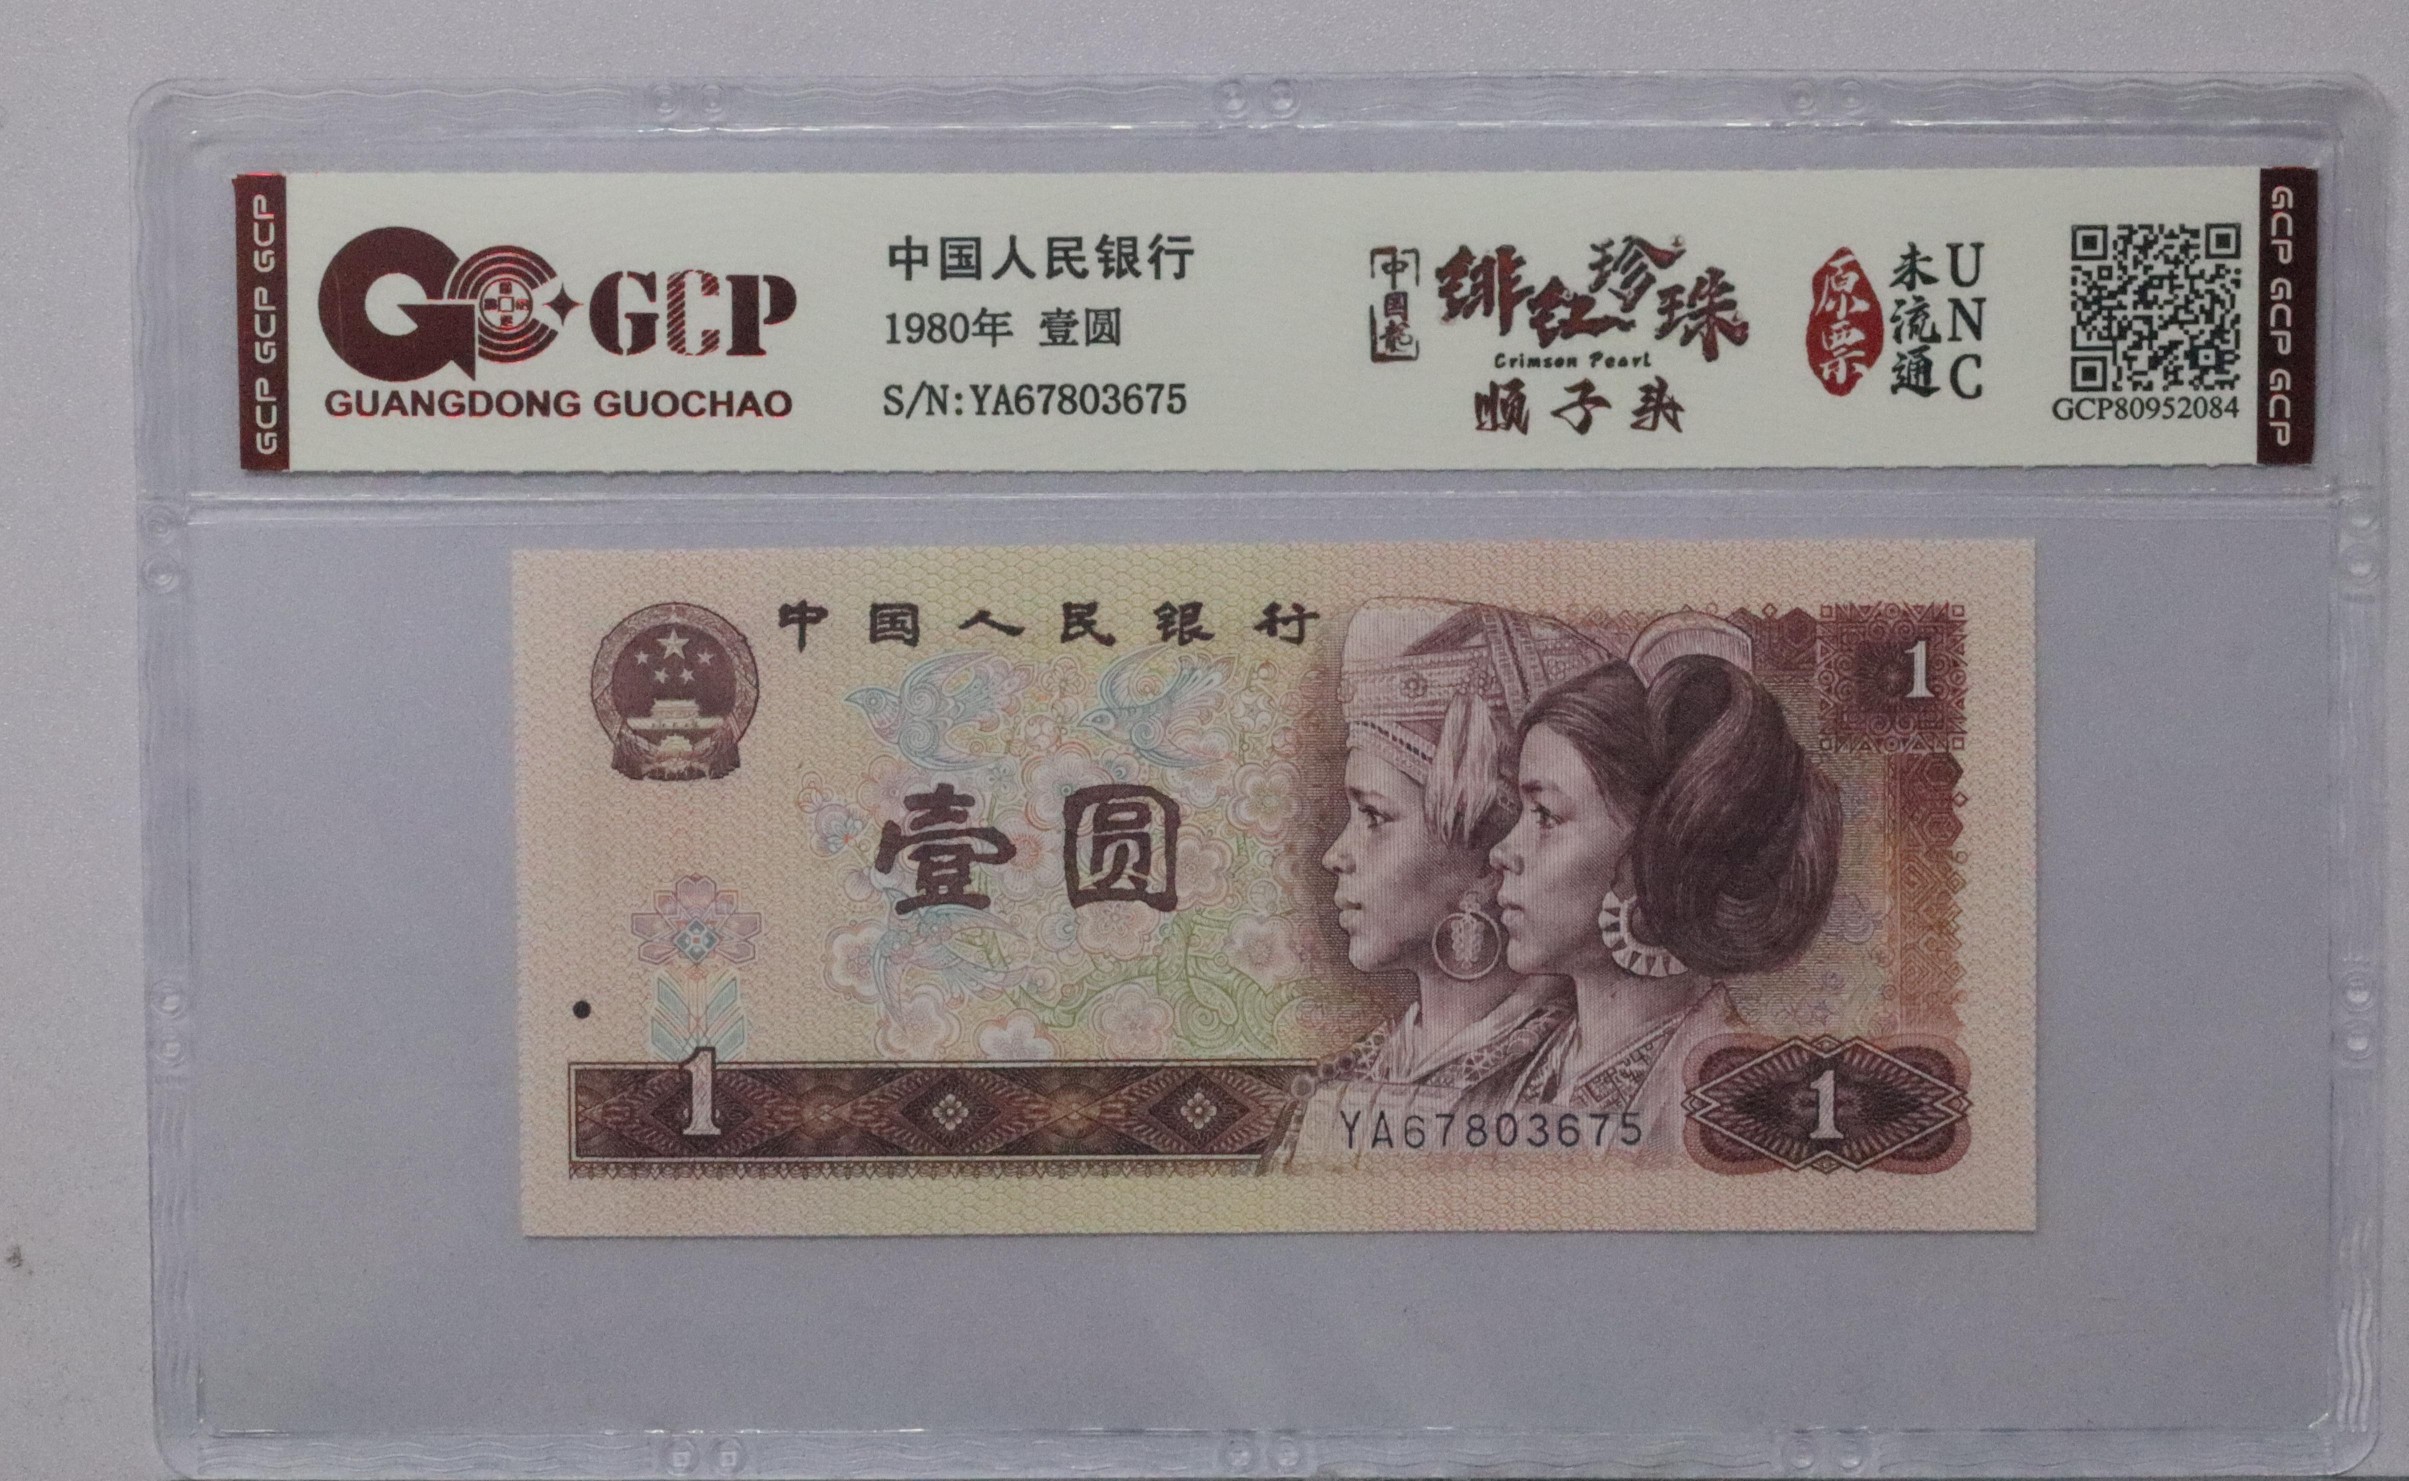 GCP GCP GCP
GCP
GUANGDONG GUOCHAO
中国人民银行
1980年 壹圆
S/N:YA67803675
中国龍
绯红珍珠
Crimson Pearl
顺子头
原票
未流通
UNC
GCP80952084
GCP GCP GCP
中国人民银行
1
壹圆
1
YA67803675
1